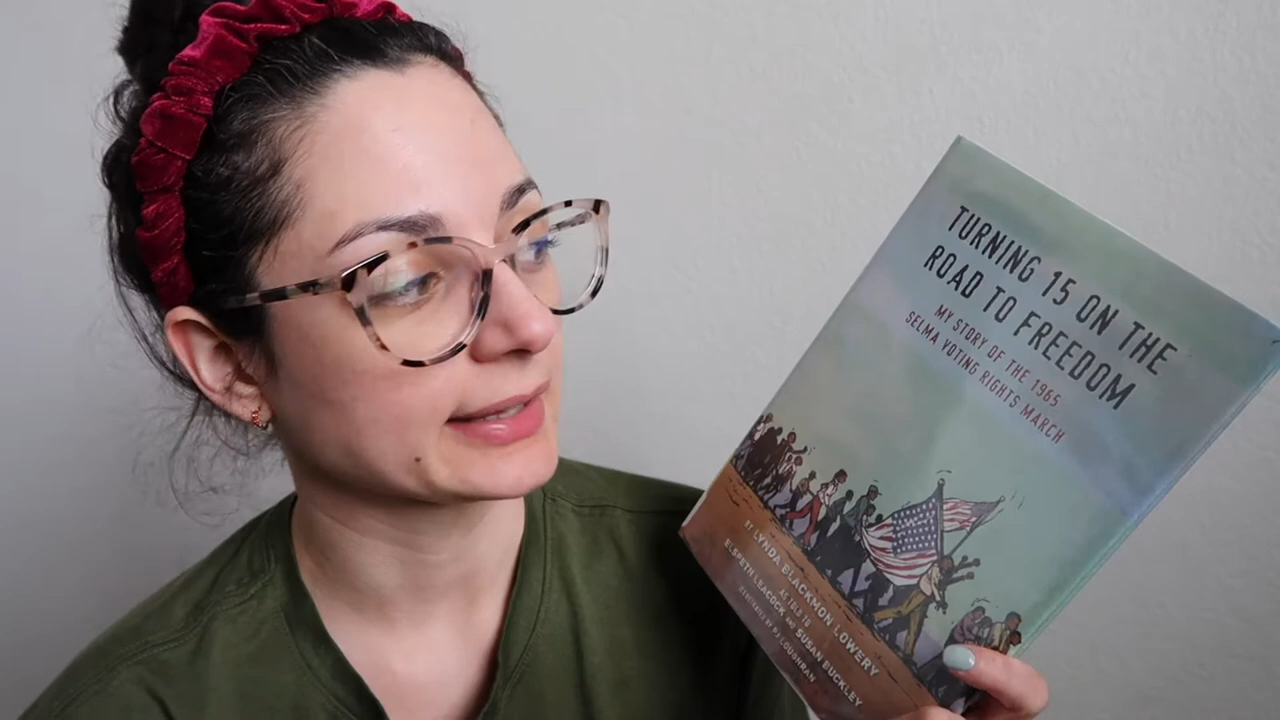 TURNING 15 ON THE
ROAD TO FREEDOM
MY STORY OF THE 1965
SELMA VOTING RIGHTS MARCH
BY LYNDA BLACKMON LOWERY
AS TOLD TO
ELSPETH LEACOCK AND SUSAN BUCKLEY
ILLUSTRATED BY PJ LOUGHRAN